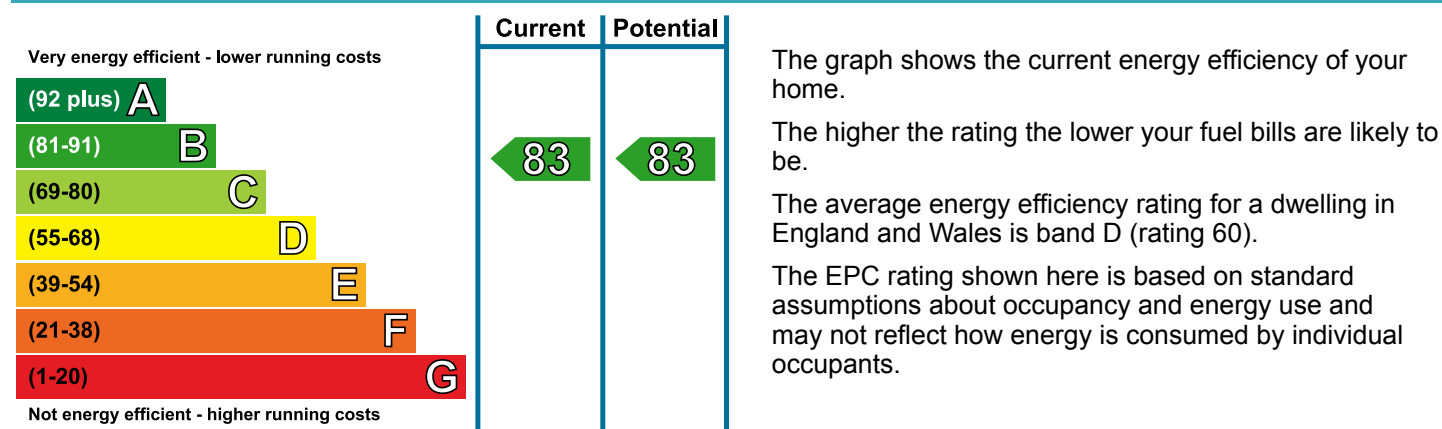 Current Potential
Very energy efficient - lower running costs
(92 plus) A
(81-91) B
83 83
(69-80) C
(55-68) D
(39-54) E
(21-38) F
(1-20) G
Not energy efficient - higher running costs
The graph shows the current energy efficiency of your
home.
The higher the rating the lower your fuel bills are likely to
be.
The average energy efficiency rating for a dwelling in
England and Wales is band D (rating 60).
The EPC rating shown here is based on standard
assumptions about occupancy and energy use and
may not reflect how energy is consumed by individual
occupants.